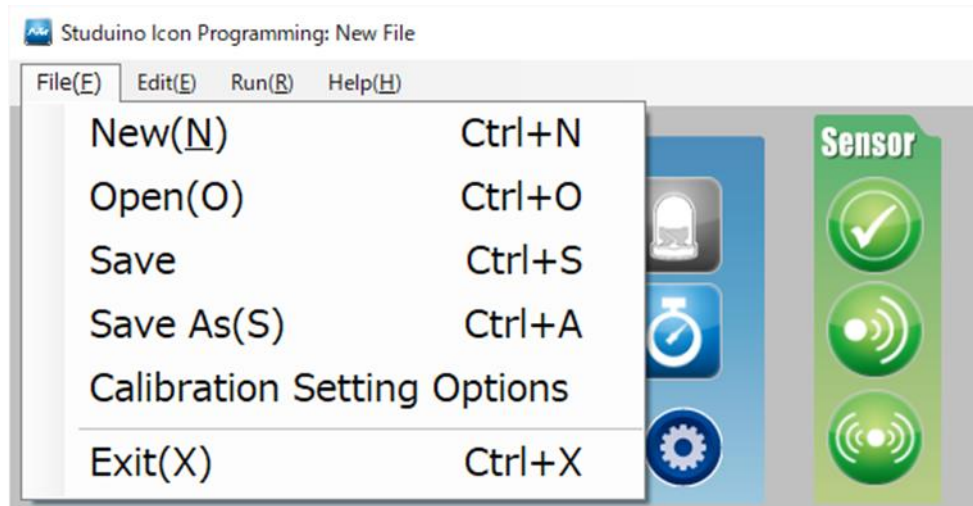 Studuino Icon Programming: New File
File(F) Edit(E) Run(R) Help(H)
New(N) Ctrl+N
Open(O) Ctrl+O
Save Ctrl+S
Save As(S) Ctrl+A
Calibration Setting Options
Exit(X) Ctrl+X
Sensor